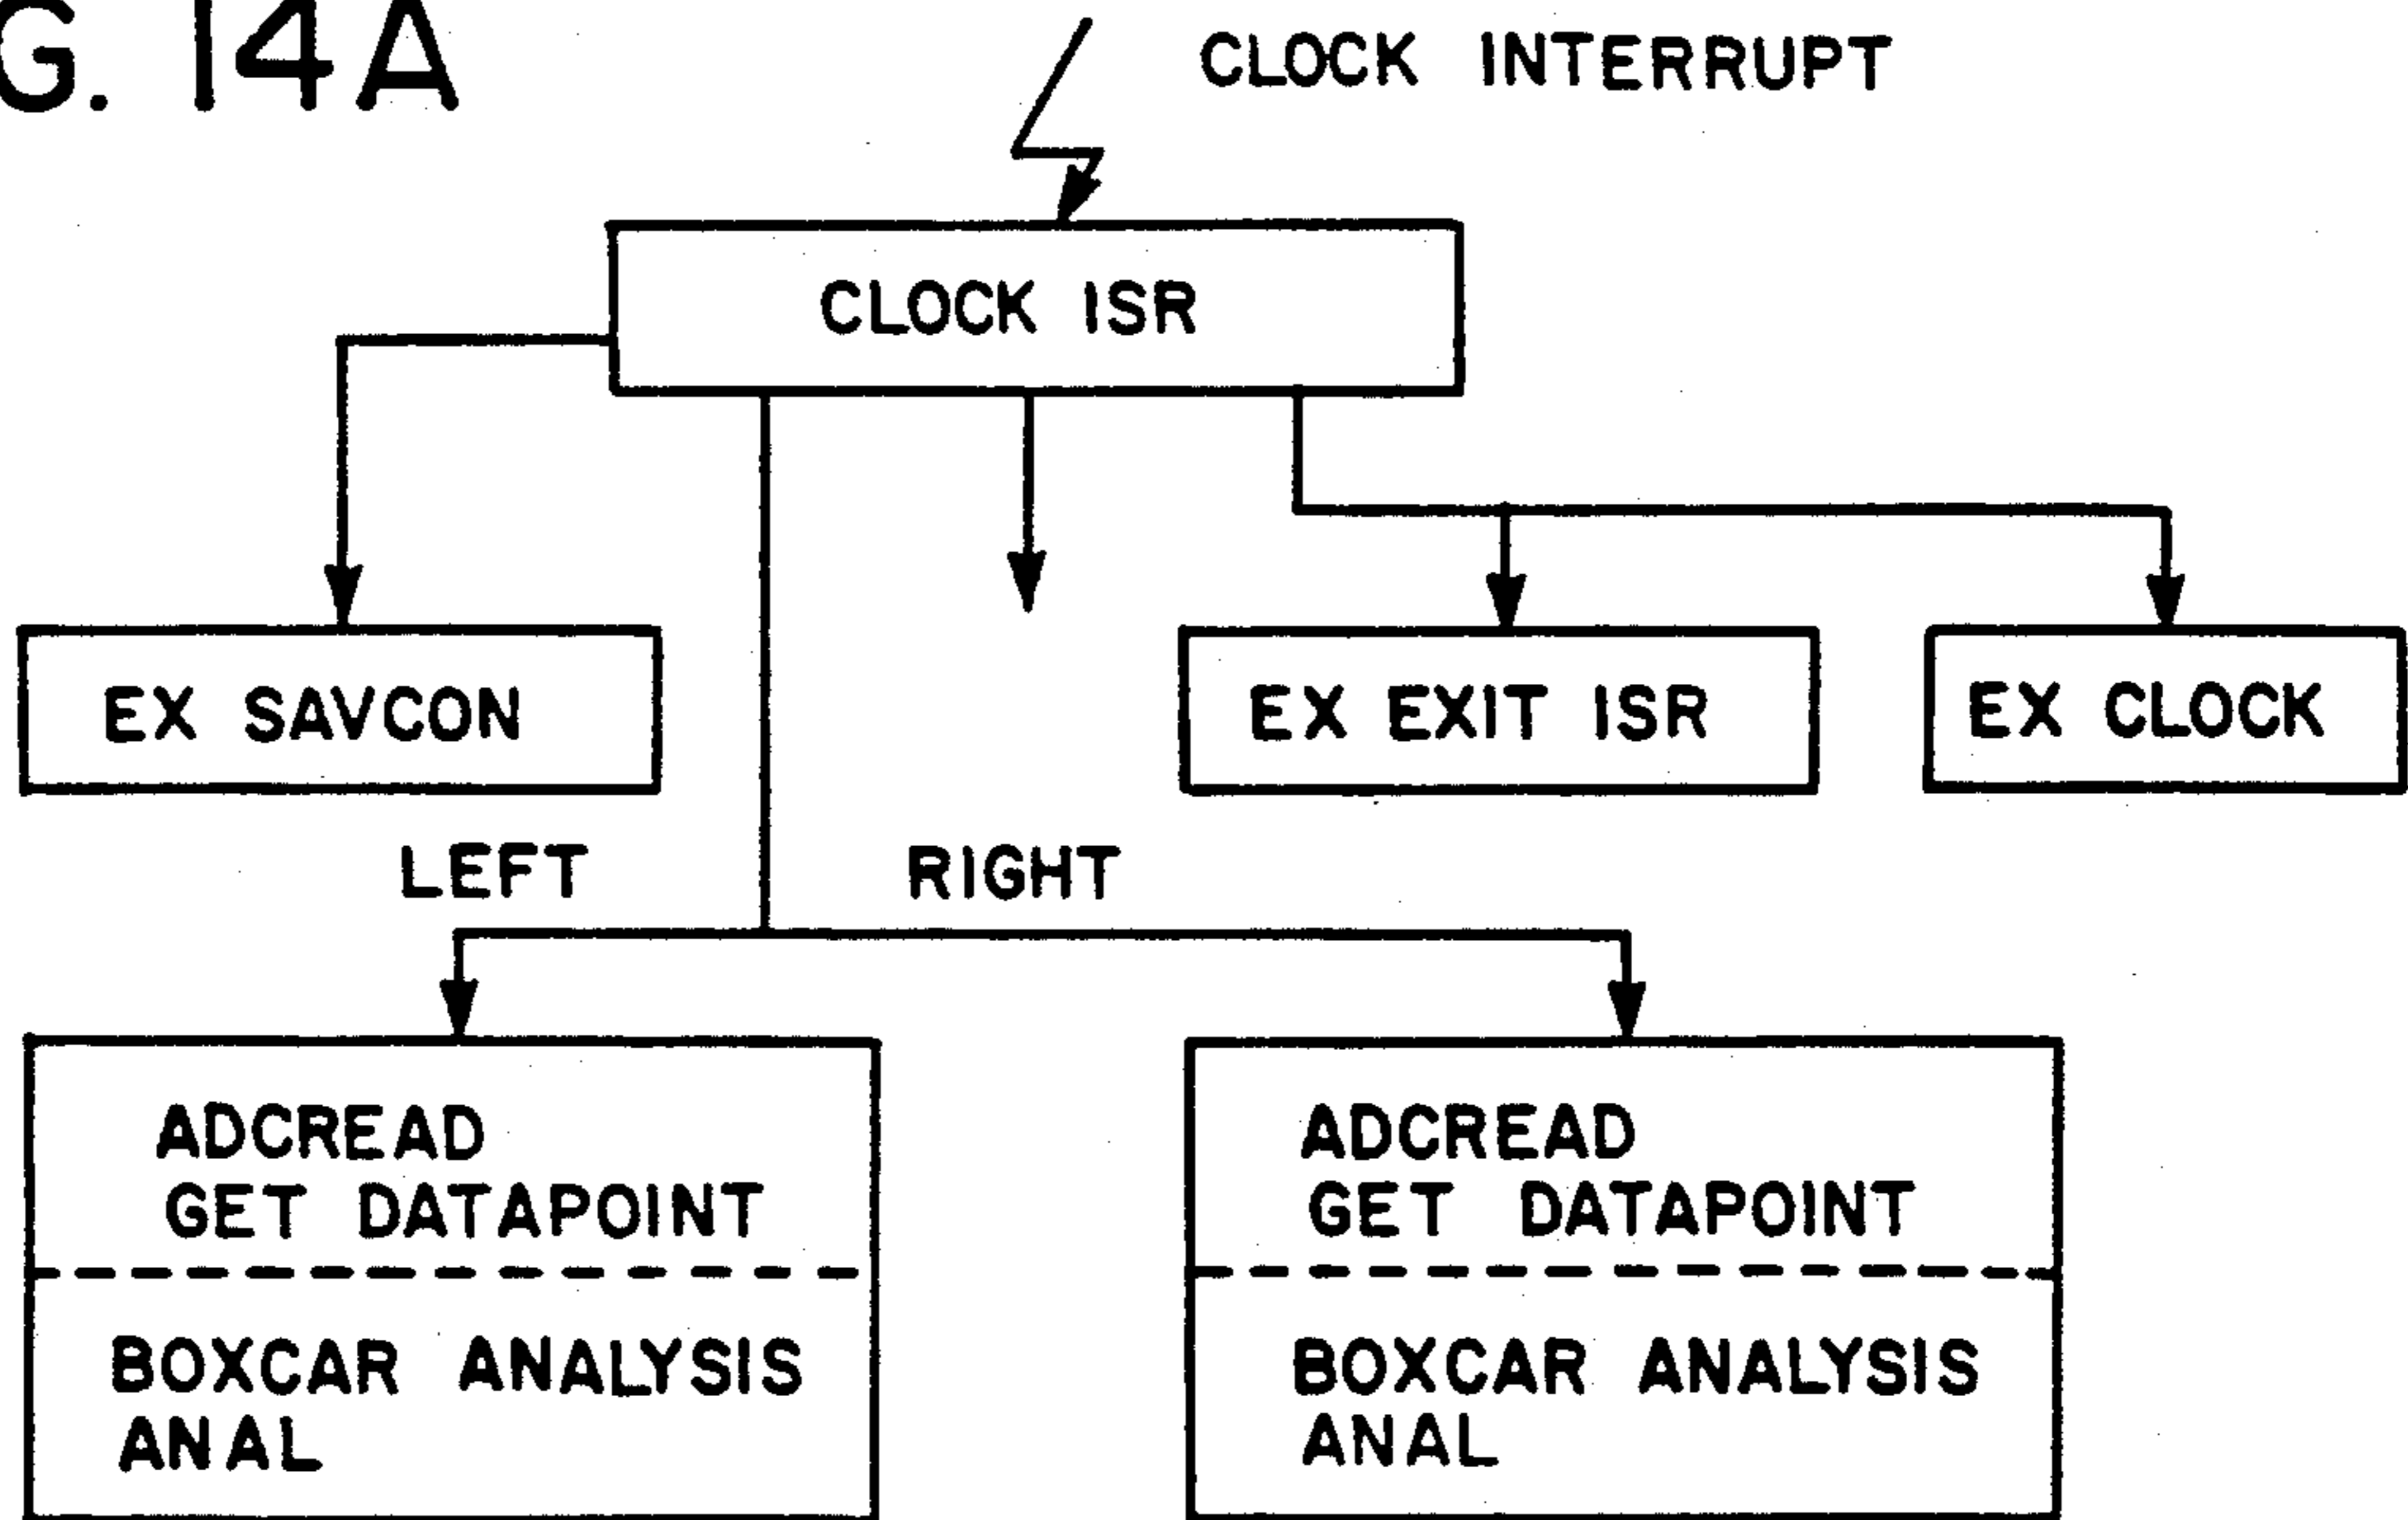 G. 14A
CLOCK INTERRUPT
CLOCK ISR
EX SAVCON
EX EXIT ISR
EX CLOCK
LEFT
RIGHT
ADCREAD
GET DATAPOINT
BOXCAR ANALYSIS
ANAL
ADCREAD
GET DATAPOINT
BOXCAR ANALYSIS
ANAL